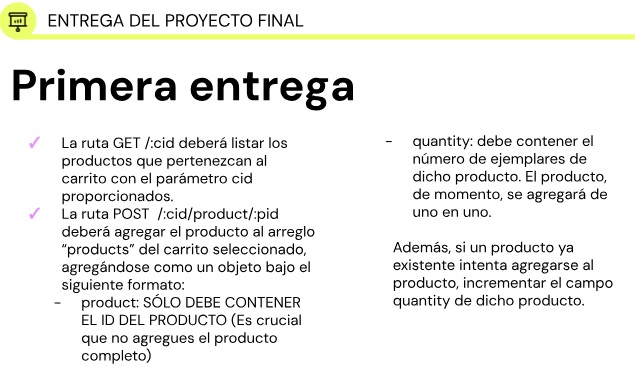 ENTREGA DEL PROYECTO FINAL
Primera entrega
✓ La ruta GET /:cid deberá listar los
productos que pertenezcan al
carrito con el parámetro cid
proporcionados.
✓ La ruta POST /:cid/product/:pid
deberá agregar el producto al arreglo
“products” del carrito seleccionado,
agregándose como un objeto bajo el
siguiente formato:
- product: SÓLO DEBE CONTENER
EL ID DEL PRODUCTO (Es crucial
que no agregues el producto
completo)
- quantity: debe contener el
número de ejemplares de
dicho producto. El producto,
de momento, se agregará de
uno en uno.
Además, si un producto ya
existente intenta agregarse al
producto, incrementar el campo
quantity de dicho producto.